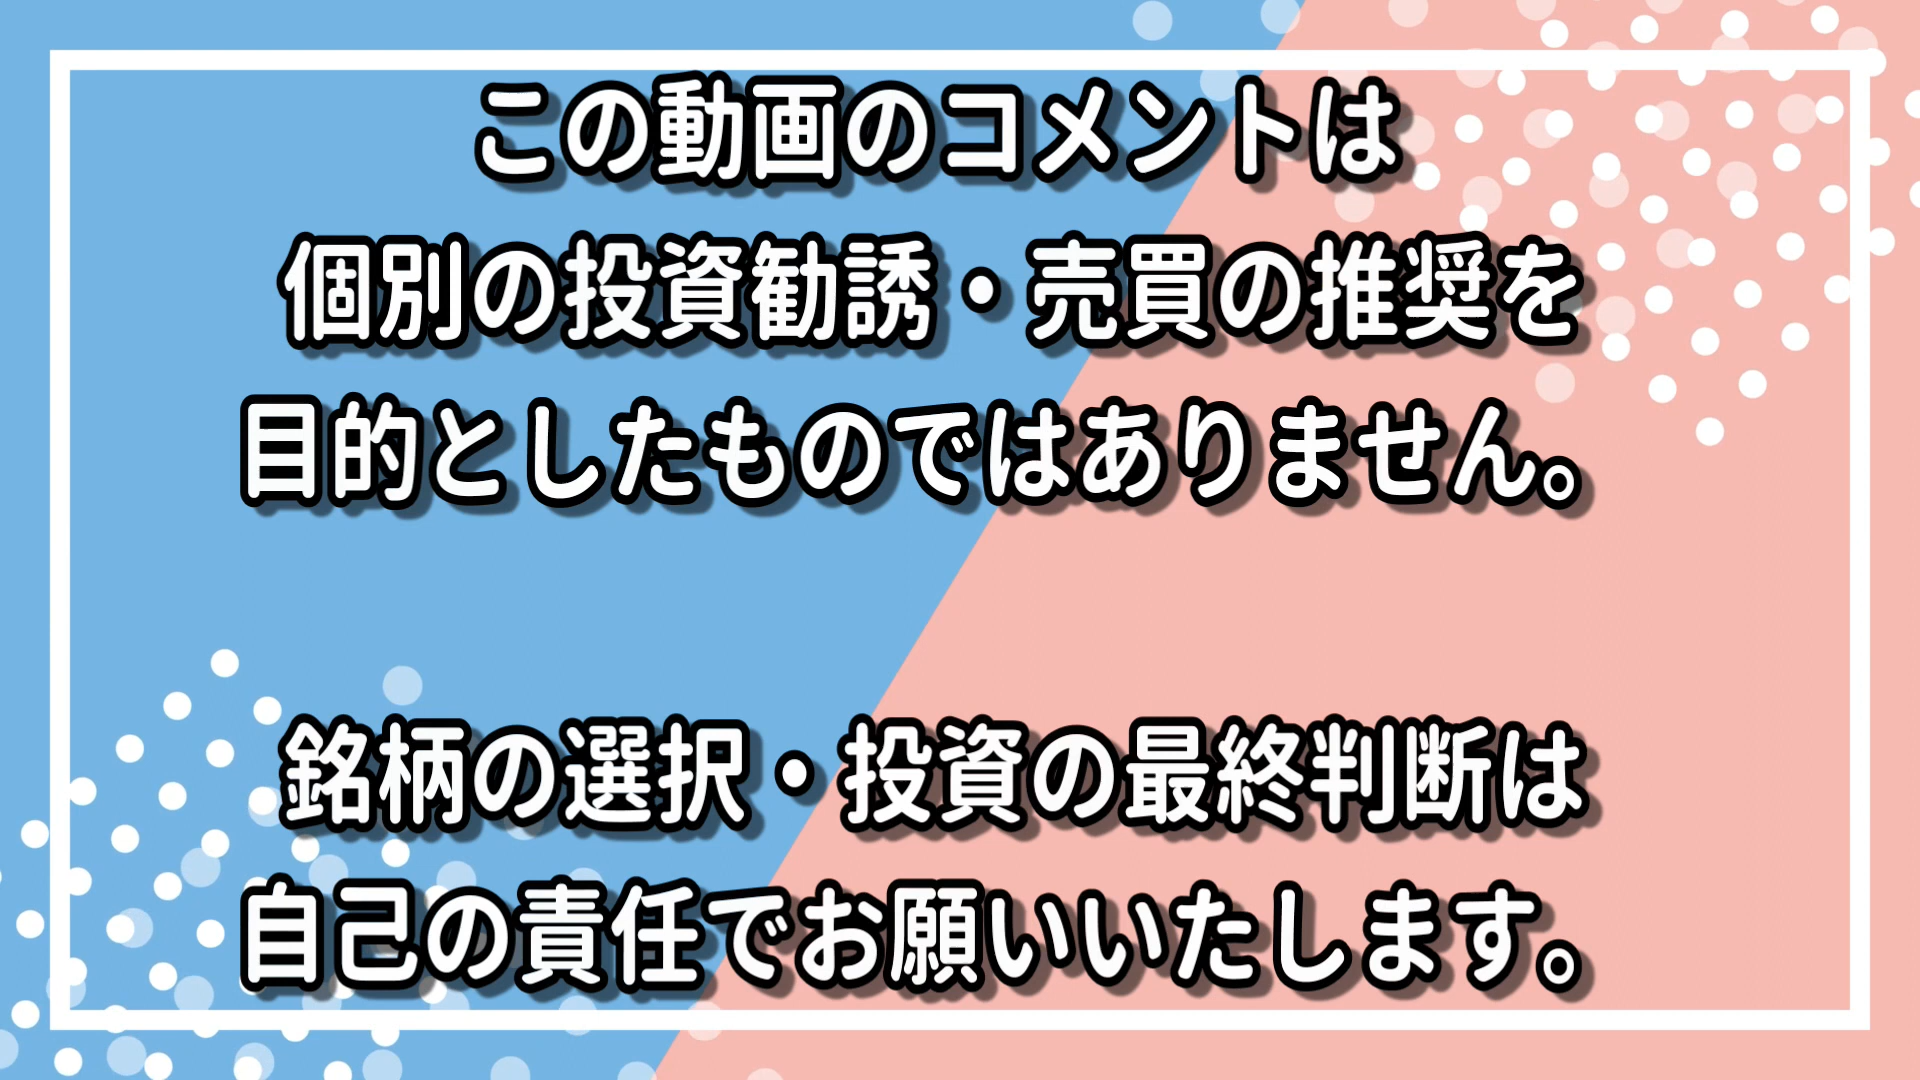 この動画のコメントは
個別の投資勧誘・売買の推奨を
目的としたものではありません。
銘柄の選択・投資の最終判断は
自己の責任でお願いいたします。